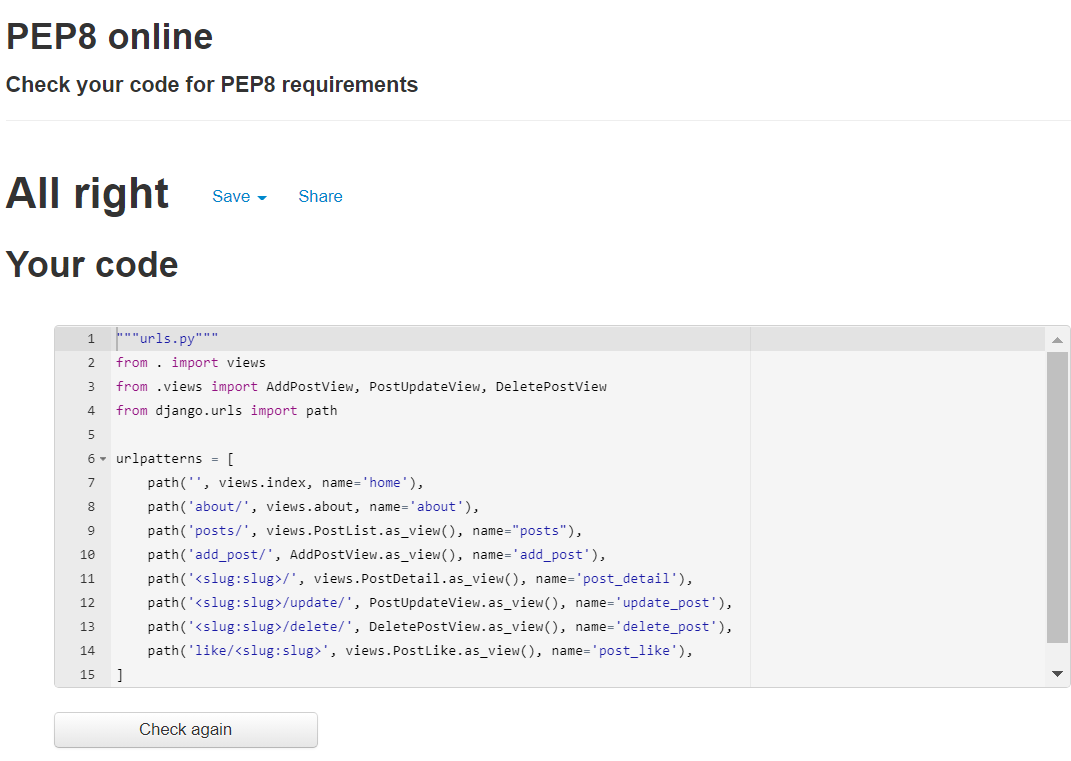 PEP8 online
Check your code for PEP8 requirements
All right Save Share
Your code
1 """urls.py"""
2 from . import views
3 from .views import AddPostView, PostUpdateView, DeletePostView
4 from django.urls import path
5
6 urlpatterns = [
7     path('', views.index, name='home'),
8     path('about/', views.about, name='about'),
9     path('posts/', views.PostList.as_view(), name="posts"),
10     path('add_post/', AddPostView.as_view(), name='add_post'),
11     path('<slug:slug>/', views.PostDetail.as_view(), name='post_detail'),
12     path('<slug:slug>/update/', PostUpdateView.as_view(), name='update_post'),
13     path('<slug:slug>/delete/', DeletePostView.as_view(), name='delete_post'),
14     path('like/<slug:slug>', views.PostLike.as_view(), name='post_like'),
15 ]
Check again